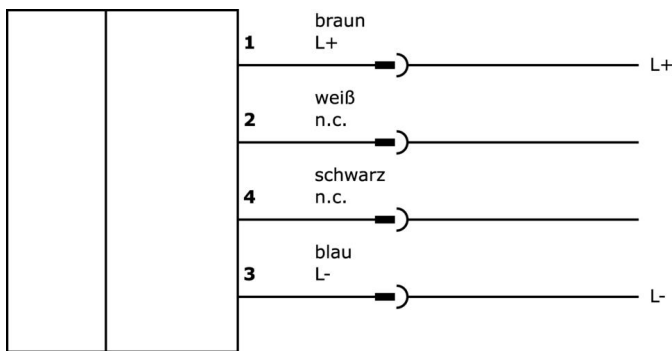 braun
1 L+
L+
weiß
2 n.c.
schwarz
4 n.c.
blau
3 L-
L-